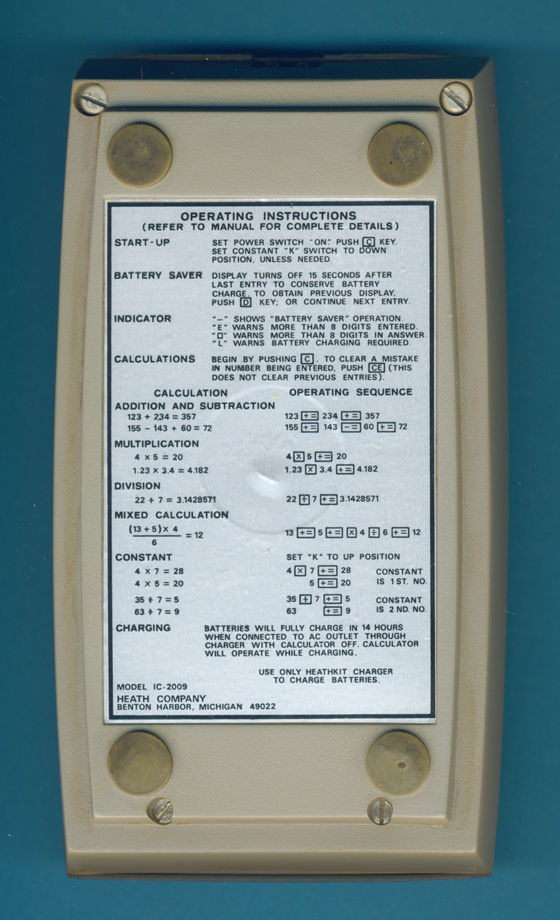 OPERATING INSTRUCTIONS
(REFER TO MANUAL FOR COMPLETE DETAILS)
START-UP SET POWER SWITCH "ON." PUSH [C] KEY.
SET CONSTANT "K" SWITCH TO DOWN
POSITION, UNLESS NEEDED.
BATTERY SAVER DISPLAY TURNS OFF 15 SECONDS AFTER
LAST ENTRY TO CONSERVE BATTERY
CHARGE. TO OBTAIN PREVIOUS DISPLAY,
PUSH [D] KEY; OR CONTINUE NEXT ENTRY.
INDICATOR "–" SHOWS "BATTERY SAVER" OPERATION.
"E" WARNS MORE THAN 8 DIGITS ENTERED.
"□" WARNS MORE THAN 8 DIGITS IN ANSWER.
"L" WARNS BATTERY CHARGING REQUIRED.
CALCULATIONS BEGIN BY PUSHING [C]. TO CLEAR A MISTAKE
IN NUMBER BEING ENTERED, PUSH [CE] (THIS
DOES NOT CLEAR PREVIOUS ENTRIES).
CALCULATION OPERATING SEQUENCE
ADDITION AND SUBTRACTION
123 + 234 = 357 123 [+=] 234 [+=] 357
155 - 143 + 60 = 72 155 [+=] 143 [-=] 60 [+=] 72
MULTIPLICATION
4 x 5 = 20 4 [X] 5 [+=] 20
1.23 x 3.4 = 4.182 1.23 [X] 3.4 [+=] 4.182
DIVISION
22 ÷ 7 = 3.1428571 22 [÷] 7 [+=] 3.1428571
MIXED CALCULATION
(13 + 5) x 4
6 = 12 13 [+=] 5 [+=] [X] 4 [÷] 6 [+=] 12
CONSTANT SET "K" TO UP POSITION
4 x 7 = 28 4 [X] 7 [+=] 28 CONSTANT
4 x 5 = 20 5 [+=] 20 IS 1ST. NO.
35 ÷ 7 = 5 35 [÷] 7 [+=] 5 CONSTANT
63 ÷ 7 = 9 63 [+=] 9 IS 2ND. NO.
CHARGING BATTERIES WILL FULLY CHARGE IN 14 HOURS
WHEN CONNECTED TO AC OUTLET THROUGH
CHARGER WITH CALCULATOR OFF. CALCULATOR
WILL OPERATE WHILE CHARGING.
USE ONLY HEATHKIT CHARGER
TO CHARGE BATTERIES.
MODEL IC-2009
HEATH COMPANY
BENTON HARBOR, MICHIGAN 49022